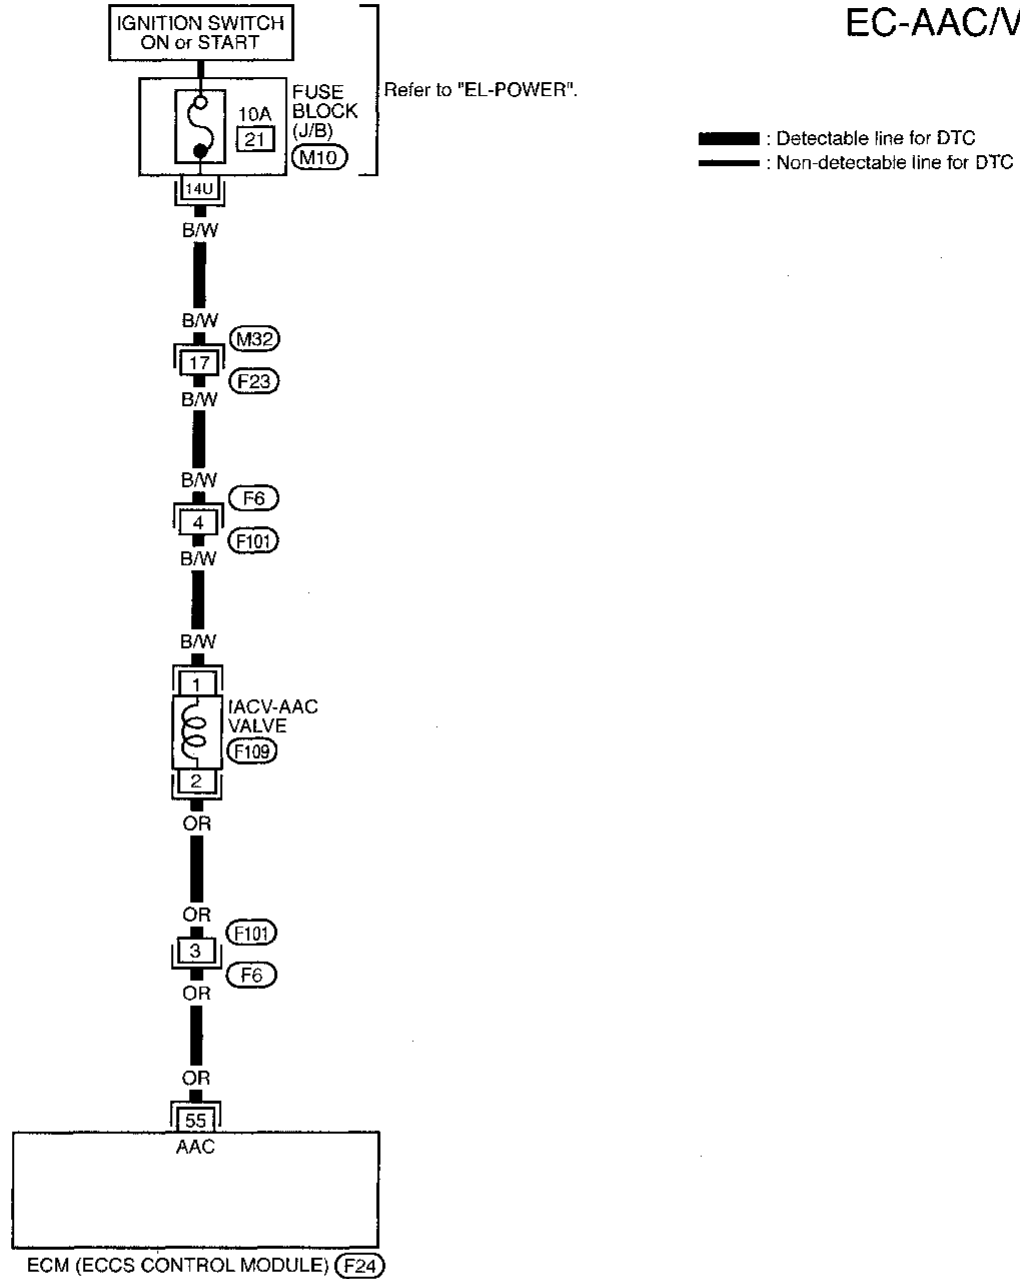 EC-AAC/V
IGNITION SWITCH
ON or START
Refer to "EL-POWER".
FUSE
BLOCK
(J/B)
10A
21
M10
: Detectable line for DTC
: Non-detectable line for DTC
14U
B/W
B/W
M32
17
F23
B/W
B/W
F6
4
F101
B/W
B/W
1
IACV-AAC
VALVE
F109
2
OR
OR
F101
3
F6
OR
OR
55
AAC
ECM (ECCS CONTROL MODULE) F24